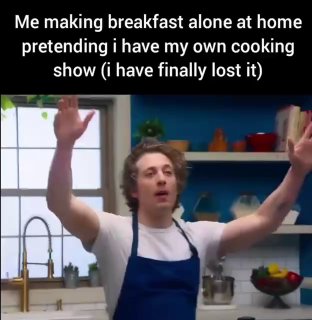 Me making breakfast alone at home
pretending i have my own cooking
show (i have finally lost it)